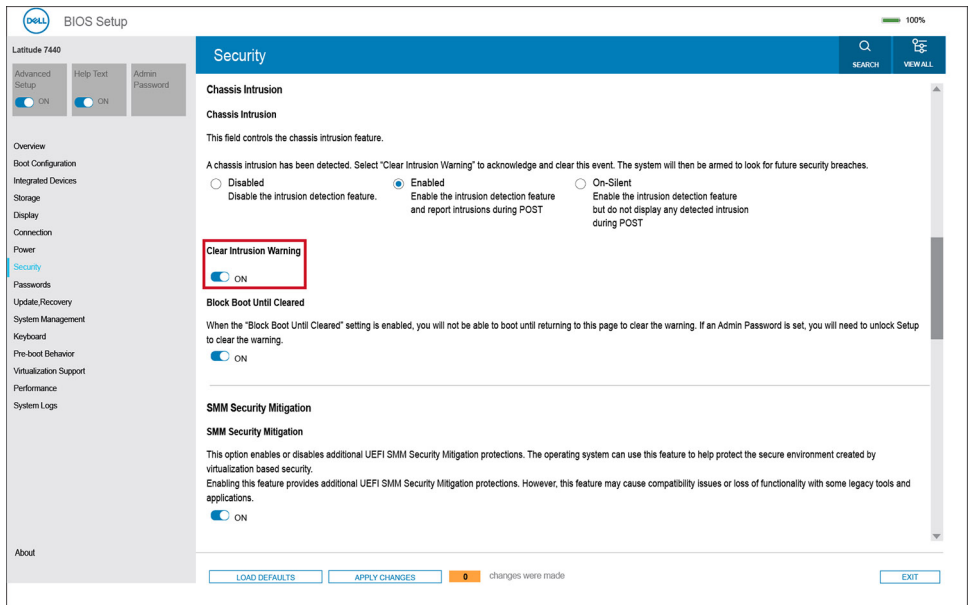 DELL
BIOS Setup
100%
Latitude 7440
Advanced Setup
ON
Help Text
ON
Admin Password
Overview
Boot Configuration
Integrated Devices
Storage
Display
Connection
Power
Security
Passwords
Update,Recovery
System Management
Keyboard
Pre-boot Behavior
Virtualization Support
Performance
System Logs
About
Security
SEARCH
VIEW ALL
Chassis Intrusion
Chassis Intrusion
This field controls the chassis intrusion feature.
A chassis intrusion has been detected. Select "Clear Intrusion Warning" to acknowledge and clear this event. The system will then be armed to look for future security breaches.
Disabled
Disable the intrusion detection feature.
Enabled
Enable the intrusion detection feature
and report intrusions during POST
On-Silent
Enable the intrusion detection feature
but do not display any detected intrusion
during POST
Clear Intrusion Warning
ON
Block Boot Until Cleared
When the "Block Boot Until Cleared" setting is enabled, you will not be able to boot until returning to this page to clear the warning. If an Admin Password is set, you will need to unlock Setup
to clear the warning.
ON
SMM Security Mitigation
SMM Security Mitigation
This option enables or disables additional UEFI SMM Security Mitigation protections. The operating system can use this feature to help protect the secure environment created by
virtualization based security.
Enabling this feature provides additional UEFI SMM Security Mitigation protections. However, this feature may cause compatibility issues or loss of functionality with some legacy tools and
applications.
ON
LOAD DEFAULTS
APPLY CHANGES
0
changes were made
EXIT